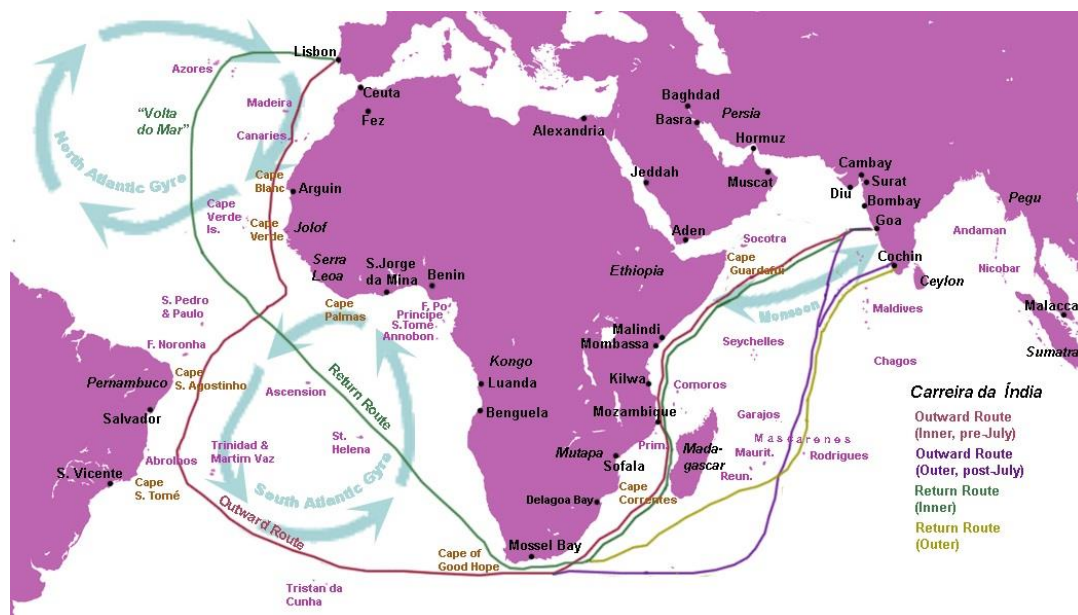 Lisbon
Azores
Ceuta
Madeira
Fez
"Volta
do Mar"
Canaries
North Atlantic Gyre
Cape
Blanc
Arguin
Cape
Verde
Is.
Cape
Verde
Jolof
Serra
Leoa
S.Jorge
da Mina
Benin
Cape
Palmas
F. Po
Principe
S.Tomé
Annobon
S. Pedro
& Paulo
F. Noronha
Pernambuco
Cape
S. Agostinho
Ascension
Return Route
Kongo
Luanda
Benguela
Salvador
Trinidad &
Martim Vaz
St.
Helena
Abrolhos
S. Vicente
Cape
S. Tomé
South Atlantic Gyre
Outward Route
Cape of
Good Hope
Mossel Bay
Tristan da
Cunha
Alexandria
Baghdad
Basra
Persia
Hormuz
Jeddah
Muscat
Aden
Cambay
Surat
Diu
Bombay
Goa
Pegu
Socotra
Cape
Guardafui
Ethiopia
Andaman
Cochin
Nicobar
Ceylon
Monsoon
Maldives
Malacca
Malindi
Mombassa
Seychelles
Sumatra
Chagos
Kilwa
Comoros
Mozambique
Garajos
Mascarenes
Prim.
Mada-
gascar
Maurit.
Rodrigues
Mutapa
Sofala
Reun.
Cape
Correntes
Delagoa Bay
Carreira da Índia
Outward Route
(Inner, pre-July)
Outward Route
(Outer, post-July)
Return Route
(Inner)
Return Route
(Outer)